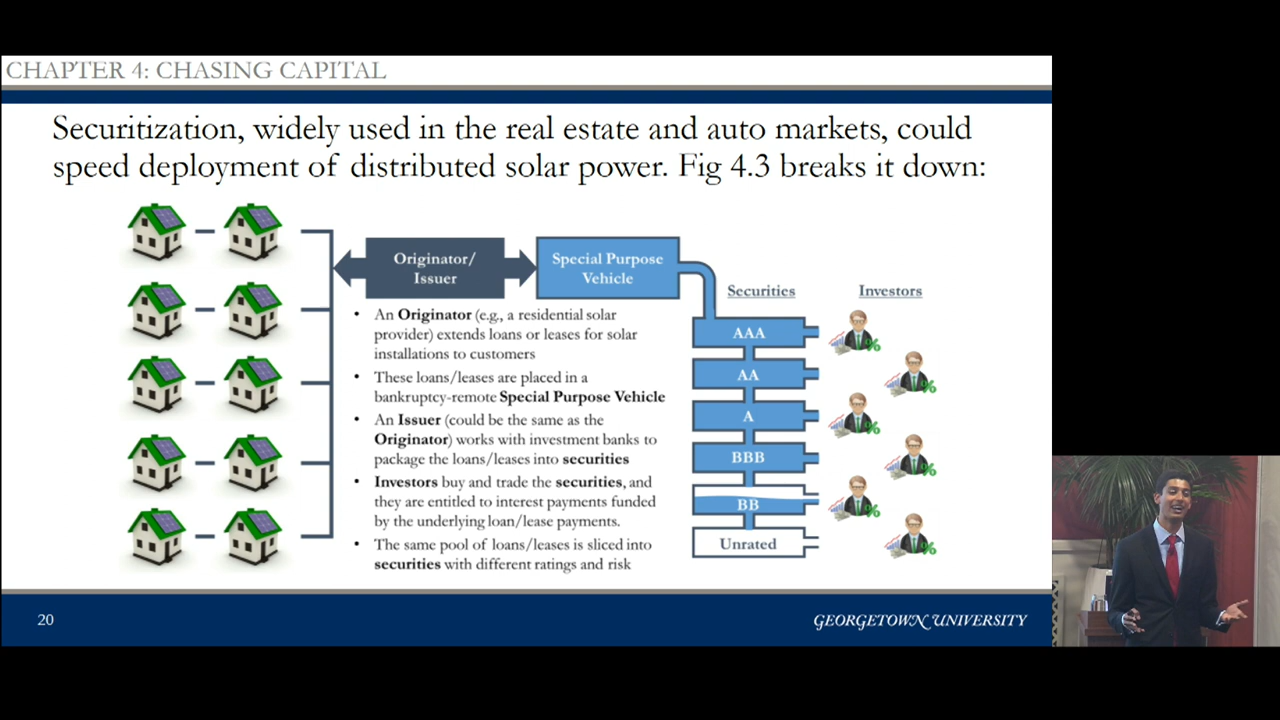 CHAPTER 4: CHASING CAPITAL
Securitization, widely used in the real estate and auto markets, could
speed deployment of distributed solar power. Fig 4.3 breaks it down:
Originator/
Issuer
Special Purpose
Vehicle
• An Originator (e.g., a residential solar
provider) extends loans or leases for solar
installations to customers
• These loans/leases are placed in a
bankruptcy-remote Special Purpose Vehicle
• An Issuer (could be the same as the
Originator) works with investment banks to
package the loans/leases into securities
• Investors buy and trade the securities, and
they are entitled to interest payments funded
by the underlying loan/lease payments.
• The same pool of loans/leases is sliced into
securities with different ratings and risk
Securities
Investors
AAA
AA
A
BBB
BB
Unrated
%
%
%
%
%
%
20
GEORGETOWN UNIVERSITY